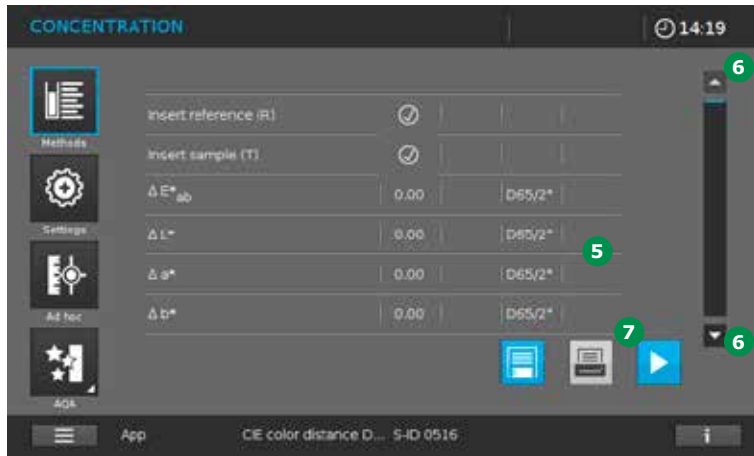 CONCENTRATION 14:19
6
Methods
Insert reference (R)
Insert sample (T)
Settings
Δ E*ab 0.00 D65/2°
Δ L* 0.00 D65/2°
5
Δ a* 0.00 D65/2°
Ad hoc
Δ b* 0.00 D65/2°
7
6
AQA
App CIE color distance D... S-ID 0516 i